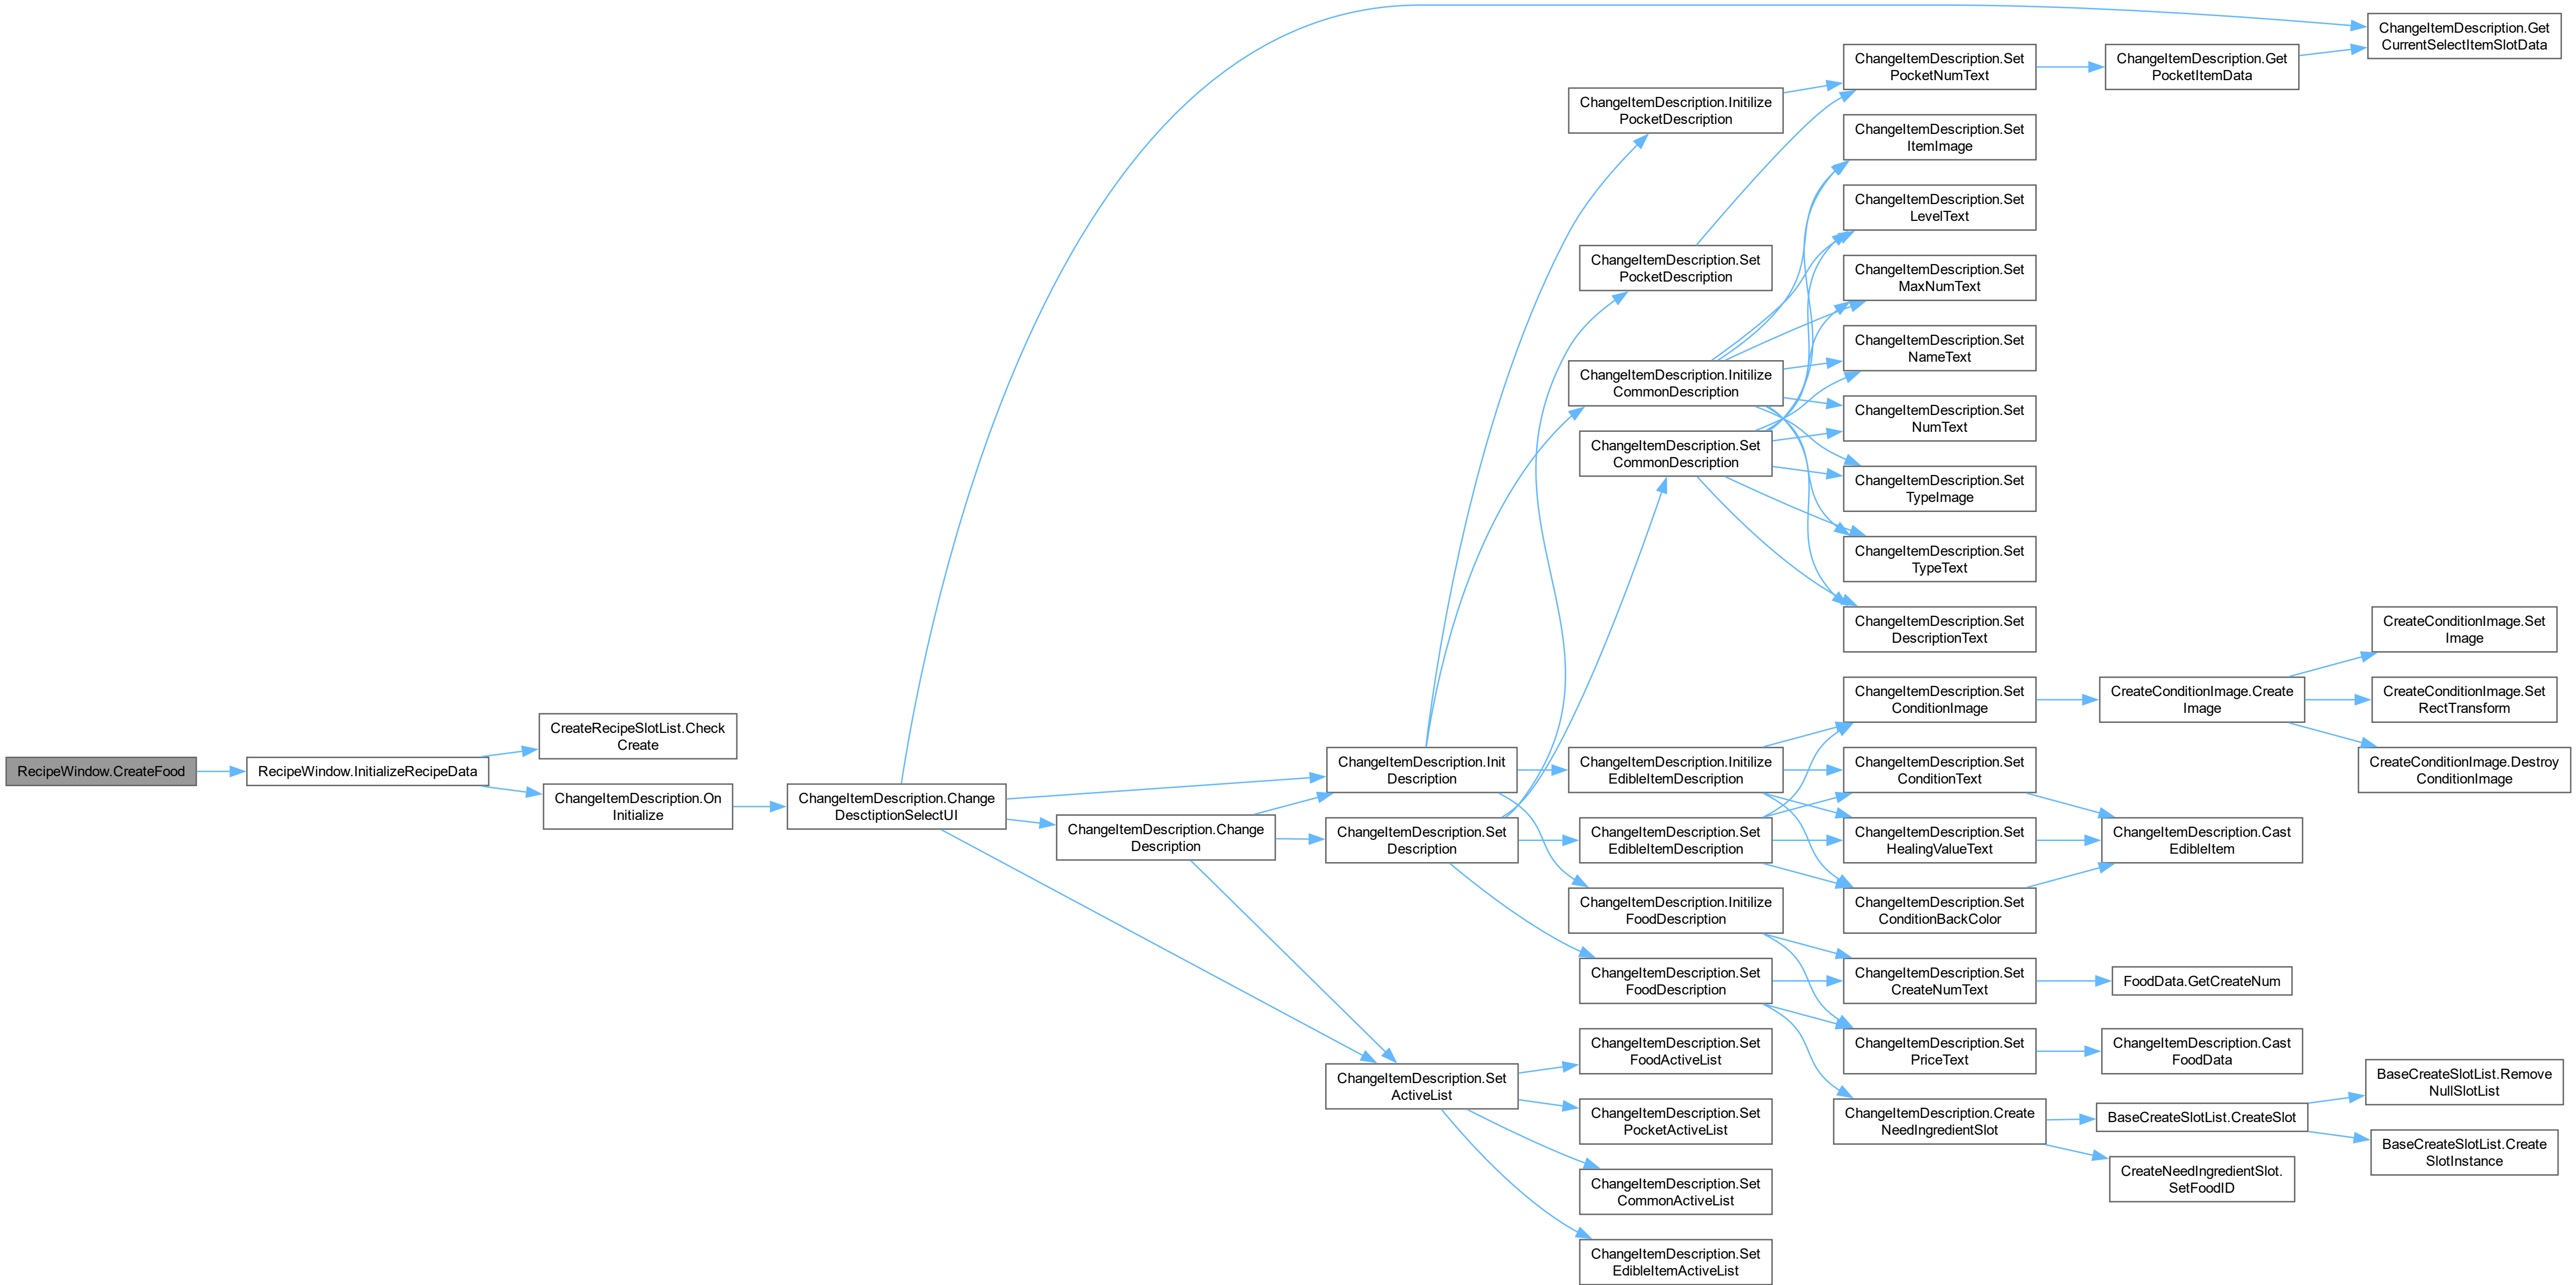 RecipeWindow.CreateFood
RecipeWindow.InitializeRecipeData
CreateRecipeSlotList.Check
Create
ChangeItemDescription.On
Initialize
ChangeItemDescription.Change
DesctiptionSelectUI
ChangeItemDescription.Change
Description
ChangeItemDescription.Init
Description
ChangeItemDescription.Set
Description
ChangeItemDescription.Set
ActiveList
ChangeItemDescription.Initilize
PocketDescription
ChangeItemDescription.Set
PocketDescription
ChangeItemDescription.Initilize
CommonDescription
ChangeItemDescription.Set
CommonDescription
ChangeItemDescription.Initilize
EdibleItemDescription
ChangeItemDescription.Set
EdibleItemDescription
ChangeItemDescription.Initilize
FoodDescription
ChangeItemDescription.Set
FoodDescription
ChangeItemDescription.Set
FoodActiveList
ChangeItemDescription.Set
PocketActiveList
ChangeItemDescription.Set
CommonActiveList
ChangeItemDescription.Set
EdibleItemActiveList
ChangeItemDescription.Set
PocketNumText
ChangeItemDescription.Set
ItemImage
ChangeItemDescription.Set
LevelText
ChangeItemDescription.Set
MaxNumText
ChangeItemDescription.Set
NameText
ChangeItemDescription.Set
NumText
ChangeItemDescription.Set
TypeImage
ChangeItemDescription.Set
TypeText
ChangeItemDescription.Set
DescriptionText
ChangeItemDescription.Set
ConditionImage
ChangeItemDescription.Set
ConditionText
ChangeItemDescription.Set
HealingValueText
ChangeItemDescription.Set
ConditionBackColor
ChangeItemDescription.Set
CreateNumText
ChangeItemDescription.Set
PriceText
ChangeItemDescription.Create
NeedIngredientSlot
ChangeItemDescription.Get
PocketItemData
CreateConditionImage.Create
Image
ChangeItemDescription.Cast
EdibleItem
FoodData.GetCreateNum
ChangeItemDescription.Cast
FoodData
BaseCreateSlotList.CreateSlot
CreateNeedIngredientSlot.
SetFoodID
ChangeItemDescription.Get
CurrentSelectItemSlotData
CreateConditionImage.Set
Image
CreateConditionImage.Set
RectTransform
CreateConditionImage.Destroy
ConditionImage
BaseCreateSlotList.Remove
NullSlotList
BaseCreateSlotList.Create
SlotInstance